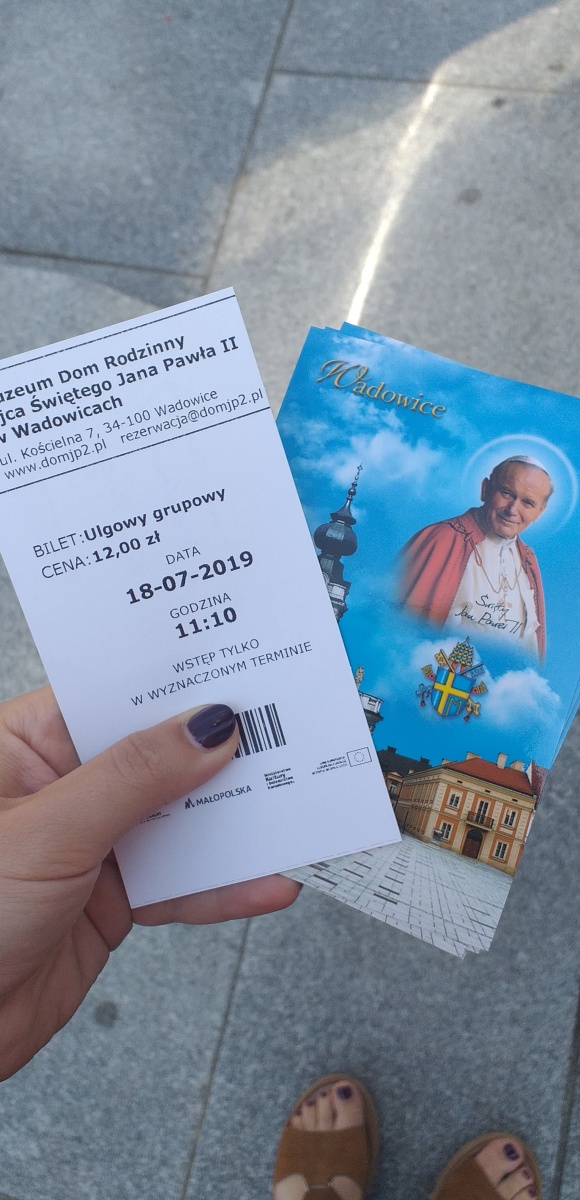 uzeum Dom Rodzinny
jca Świętego Jana Pawła II
w Wadowicach
ul. Kościelna 7, 34-100 Wadowice
www.domjp2.pl rezerwacja@domjp2.pl
BILET:Ulgowy grupowy
CENA:12,00 zł
DATA
18-07-2019
GODZINA
11:10
WSTĘP TYLKO
W WYZNACZONYM TERMINIE
MAŁOPOLSKA
Wadowice
Święty
Jan Paweł II